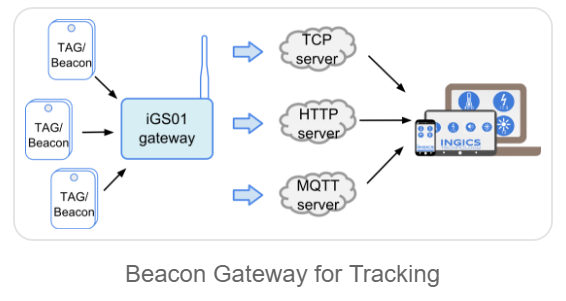 TAG/
Beacon
TAG/
Beacon
TAG/
Beacon
iGS01
gateway
TCP
server
HTTP
server
MQTT
server
INGICS
Beacon Gateway for Tracking